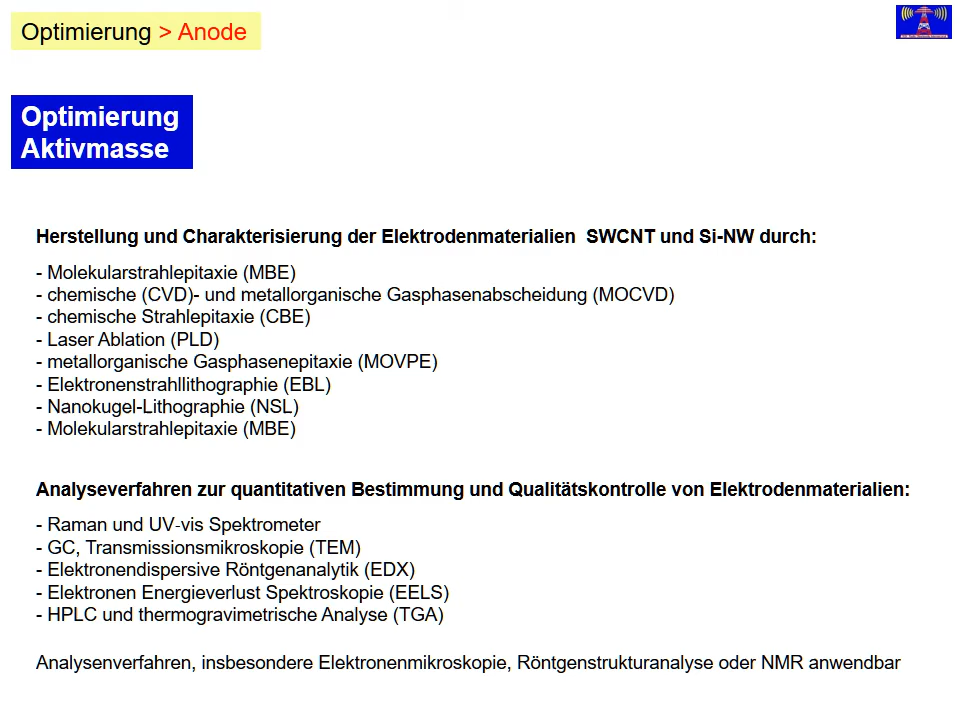 Optimierung > Anode
Optimierung
Aktivmasse
Herstellung und Charakterisierung der Elektrodenmaterialien  SWCNT und Si-NW durch:
- Molekularstrahlepitaxie (MBE)
- chemische (CVD)- und metallorganische Gasphasenabscheidung (MOCVD)
- chemische Strahlepitaxie (CBE)
- Laser Ablation (PLD)
- metallorganische Gasphasenepitaxie (MOVPE)
- Elektronenstrahllithographie (EBL)
- Nanokugel-Lithographie (NSL)
- Molekularstrahlepitaxie (MBE)
Analyseverfahren zur quantitativen Bestimmung und Qualitätskontrolle von Elektrodenmaterialien:
- Raman und UV-vis Spektrometer
- GC, Transmissionsmikroskopie (TEM)
- Elektronendispersive Röntgenanalytik (EDX)
- Elektronen Energieverlust Spektroskopie (EELS)
- HPLC und thermogravimetrische Analyse (TGA)
Analysenverfahren, insbesondere Elektronenmikroskopie, Röntgenstrukturanalyse oder NMR anwendbar